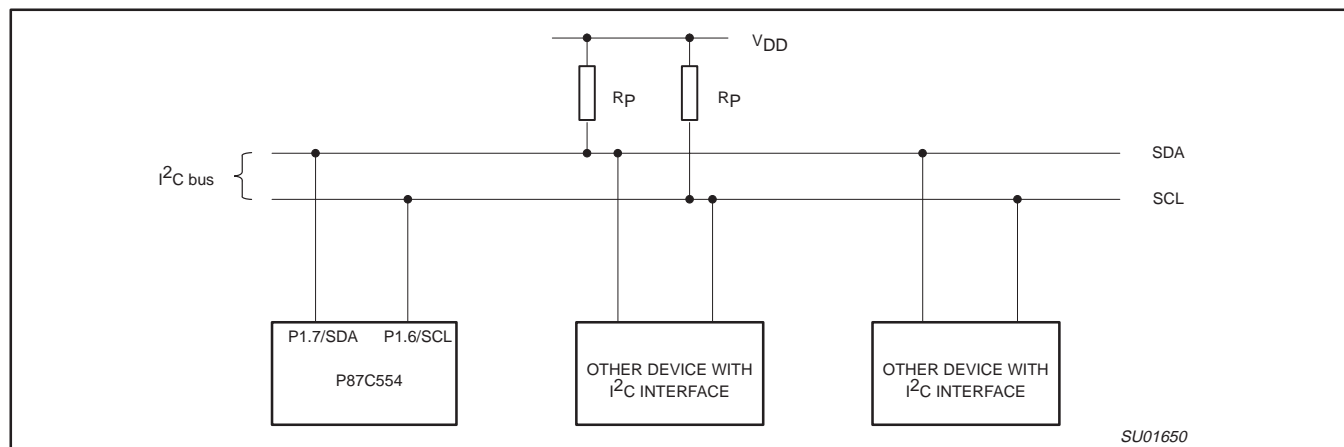 VDD
RP RP
SDA
I2C bus
SCL
P1.7/SDA P1.6/SCL
P87C554
OTHER DEVICE WITH
I2C INTERFACE
OTHER DEVICE WITH
I2C INTERFACE
SU01650